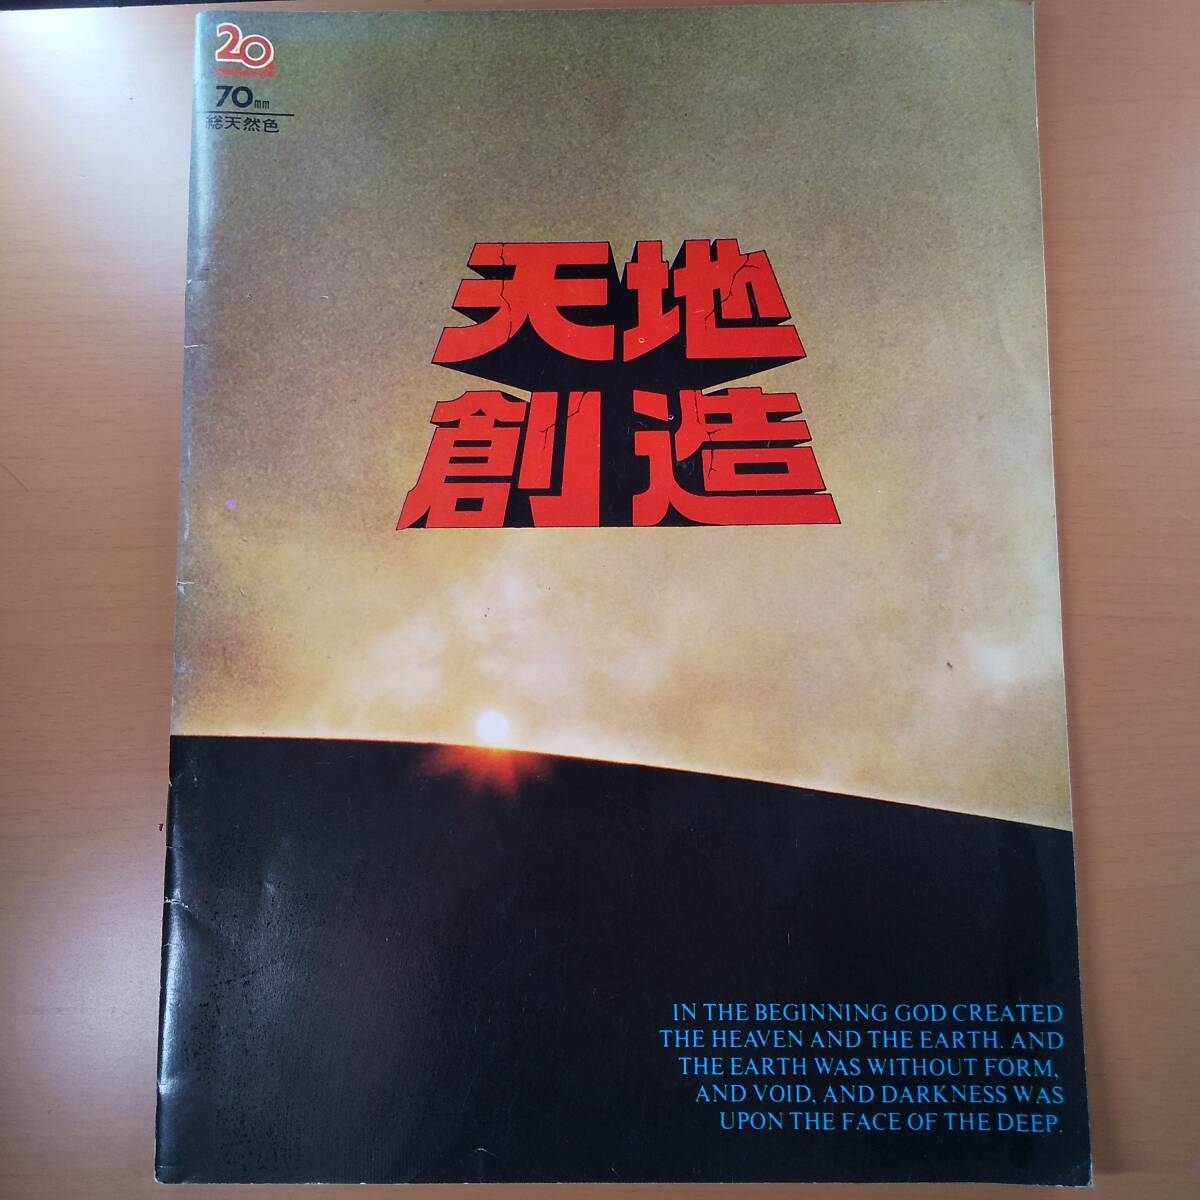 20
70mm
総天然色
天地
創造
IN THE BEGINNING GOD CREATED
THE HEAVEN AND THE EARTH. AND
THE EARTH WAS WITHOUT FORM,
AND VOID, AND DARKNESS WAS
UPON THE FACE OF THE DEEP.